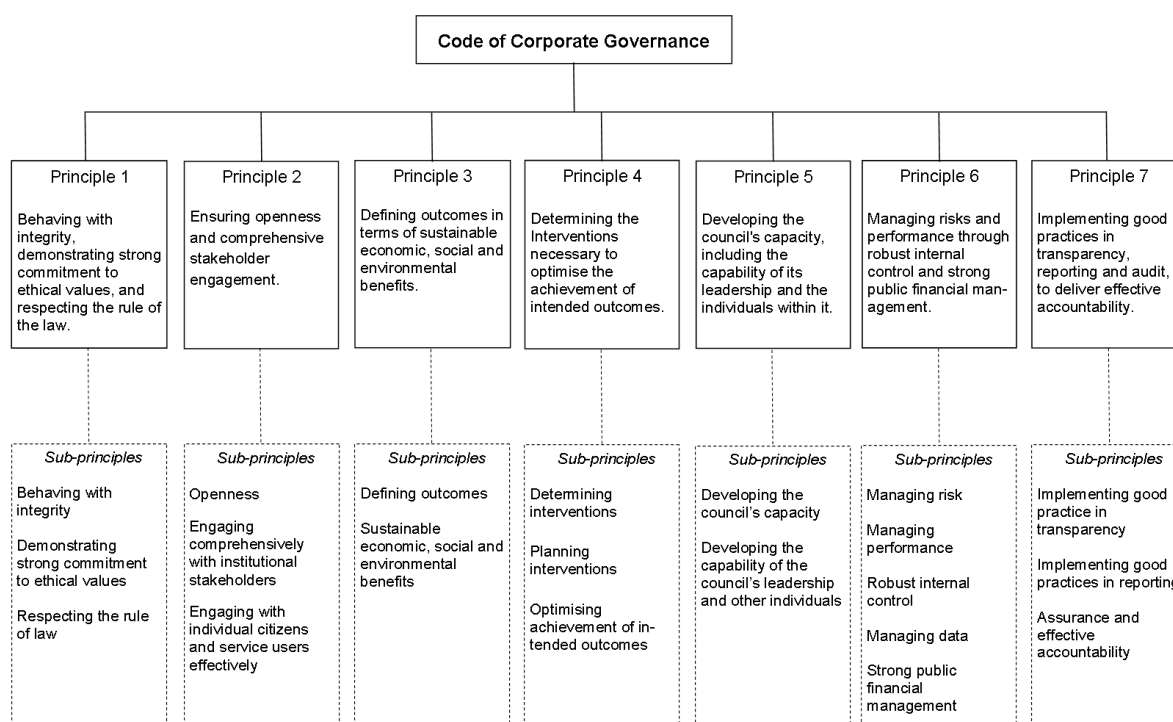 Code of Corporate Governance
Principle 1
Behaving with
integrity,
demonstrating strong
commitment to
ethical values, and
respecting the rule of
the law.
Principle 2
Ensuring openness
and comprehensive
stakeholder
engagement.
Principle 3
Defining outcomes in
terms of sustainable
economic, social and
environmental
benefits.
Principle 4
Determining the
Interventions
necessary to
optimise the
achievement of
intended outcomes.
Principle 5
Developing the
council's capacity,
including the
capability of its
leadership and the
individuals within it.
Principle 6
Managing risks and
performance through
robust internal
control and strong
public financial man-
agement.
Principle 7
Implementing good
practices in
transparency,
reporting and audit,
to deliver effective
accountability.
Sub-principles
Behaving with
integrity
Demonstrating
strong commitment
to ethical values
Respecting the rule
of law
Sub-principles
Openness
Engaging
comprehensively
with institutional
stakeholders
Engaging with
individual citizens
and service users
effectively
Sub-principles
Defining outcomes
Sustainable
economic, social and
environmental
benefits
Sub-principles
Determining
interventions
Planning
interventions
Optimising
achievement of in-
tended outcomes
Sub-principles
Developing the
council's capacity
Developing the
capability of the
council's leadership
and other individuals
Sub-principles
Managing risk
Managing
performance
Robust internal
control
Managing data
Strong public
financial
management
Sub-principles
Implementing good
practice in
transparency
Implementing good
practices in reporting
Assurance and
effective
accountability